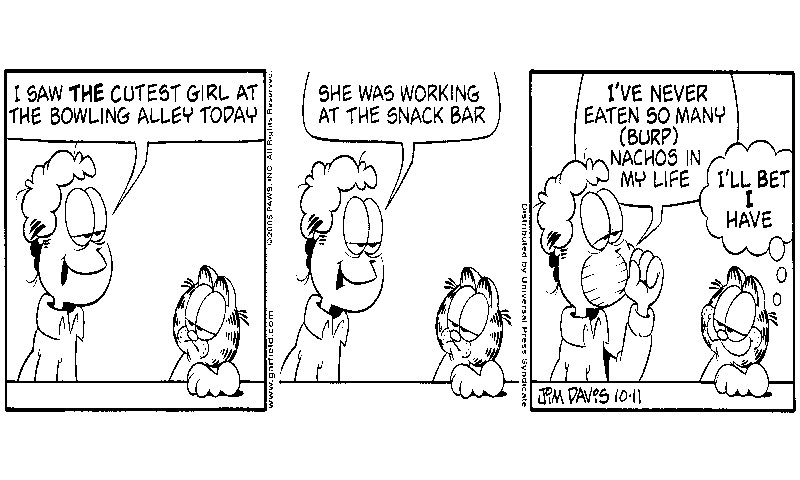 I SAW THE CUTEST GIRL AT
THE BOWLING ALLEY TODAY
www.garfield.com
©2005 PAWS, INC. All Rights Reserved.
SHE WAS WORKING
AT THE SNACK BAR
Distributed by Universal Press Syndicate
I'VE NEVER
EATEN SO MANY
(BURP)
NACHOS IN
MY LIFE
I'LL BET
I
HAVE
JIM DAVIS 10·11